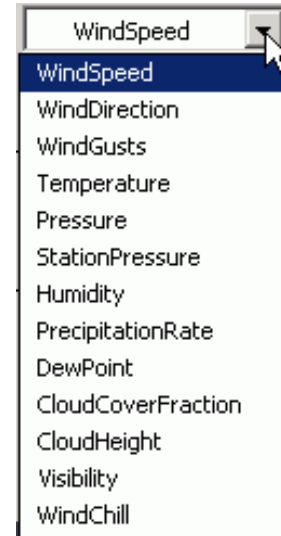 WindSpeed
WindSpeed
WindDirection
WindGusts
Temperature
Pressure
StationPressure
Humidity
PrecipitationRate
DewPoint
CloudCoverFraction
CloudHeight
Visibility
WindChill